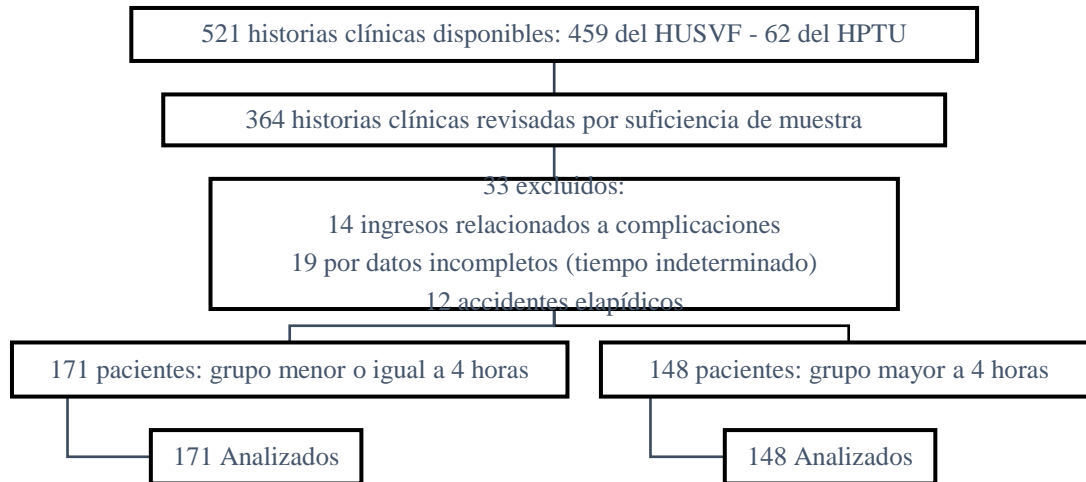 521 historias clínicas disponibles: 459 del HUSVF - 62 del HPTU
364 historias clínicas revisadas por suficiencia de muestra
33 excluídos:
14 ingresos relacionados a complicaciones
19 por datos incompletos (tiempo indeterminado)
12 accidentes elapídicos
171 pacientes: grupo menor o igual a 4 horas
148 pacientes: grupo mayor a 4 horas
171 Analizados
148 Analizados